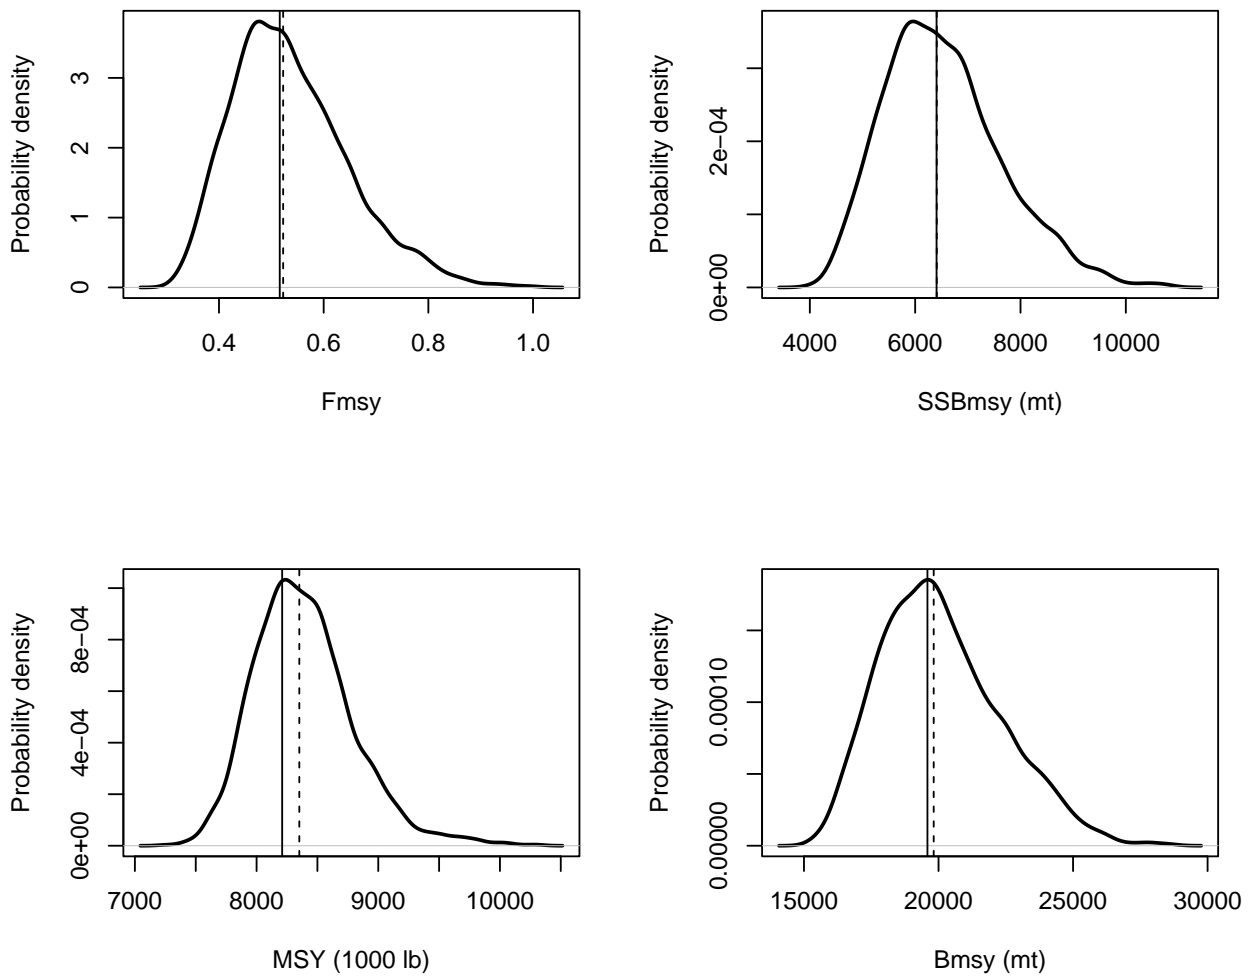 Probability density
3
2
1
0
0.4 0.6 0.8 1.0
Fmsy
Probability density
2e−04
0e+00
4000 6000 8000 10000
SSBmsy (mt)
Probability density
8e−04
4e−04
0e+00
7000 8000 9000 10000
MSY (1000 lb)
Probability density
0.00010
0.00000
15000 20000 25000 30000
Bmsy (mt)